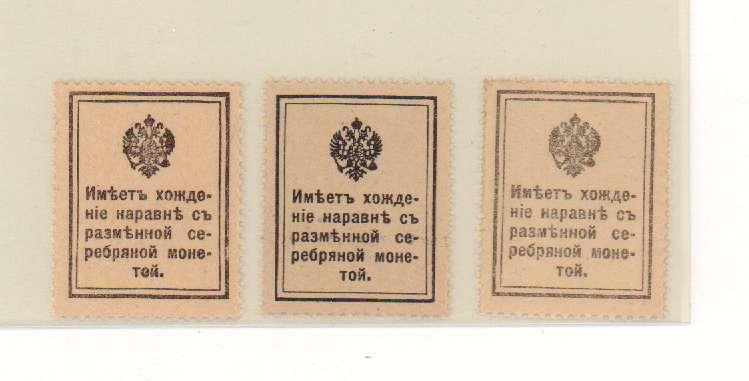 Имѣетъ хожде-
ніе наравнѣ съ
размѣнной се-
ребряной моне-
той.
Имѣетъ хожде-
ніе наравнѣ съ
размѣнной се-
ребряной моне-
той.
Имѣетъ хожде-
ніе наравнѣ съ
размѣнной се-
ребряной моне-
той.